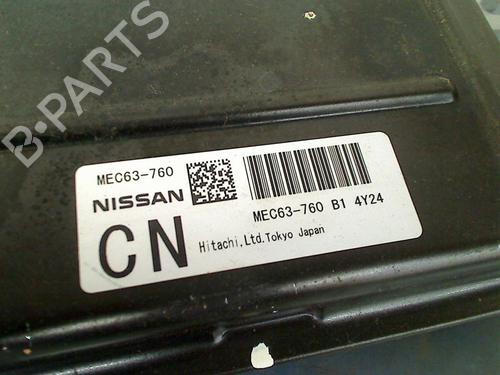 B-PARTS
MEC63-760
NISSAN
MEC63-760 B1 4Y24
CN
Hitachi,Ltd.Tokyo Japan